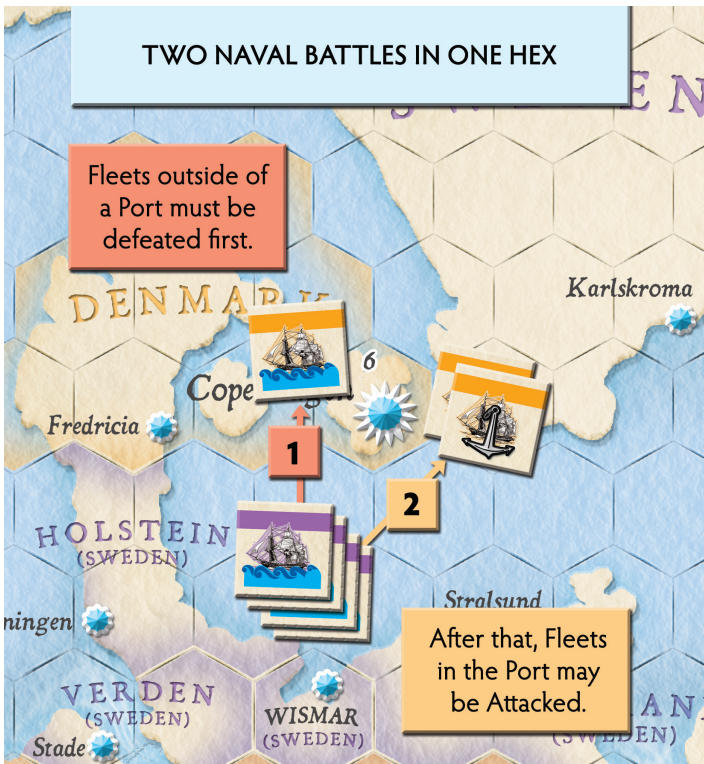 TWO NAVAL BATTLES IN ONE HEX
Fleets outside of
a Port must be
defeated first.
Karlskroma
6
Fredricia
1
2
HOLSTEIN
(SWEDEN)
Stralsund
After that, Fleets
in the Port may
be Attacked.
VERDEN
(SWEDEN)
WISMAR
(SWEDEN)
(SWEDEN)
Stade